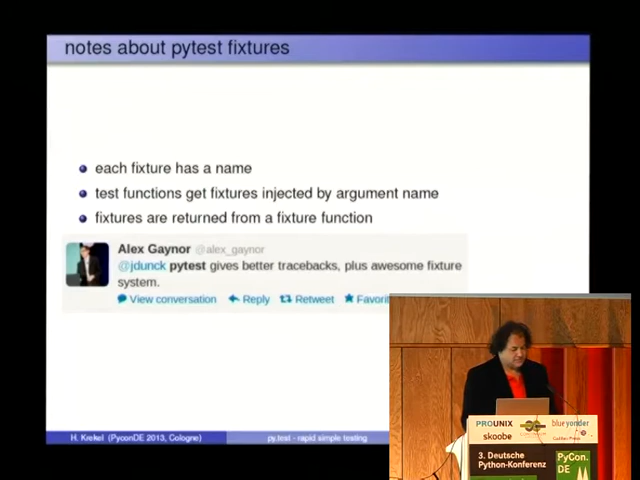 notes about pytest fixtures
each fixture has a name
test functions get fixtures injected by argument name
fixtures are returned from a fixture function
Alex Gaynor @alex_gaynor
@jdunck pytest gives better tracebacks, plus awesome fixture
system.
View conversation Reply Retweet Favorit
H. Krekel (PyconDE 2013, Cologne) py.test - rapid simple testing
PROUNIX
skoobe
blueyonder
3. Deutsche
Python-Konferenz
PyCon.
DE